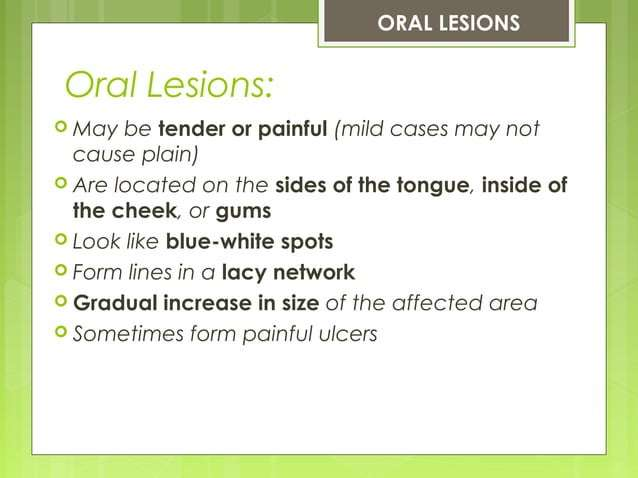 ORAL LESIONS
Oral Lesions:
May be tender or painful (mild cases may not
cause plain)
Are located on the sides of the tongue, inside of
the cheek, or gums
Look like blue-white spots
Form lines in a lacy network
Gradual increase in size of the affected area
Sometimes form painful ulcers